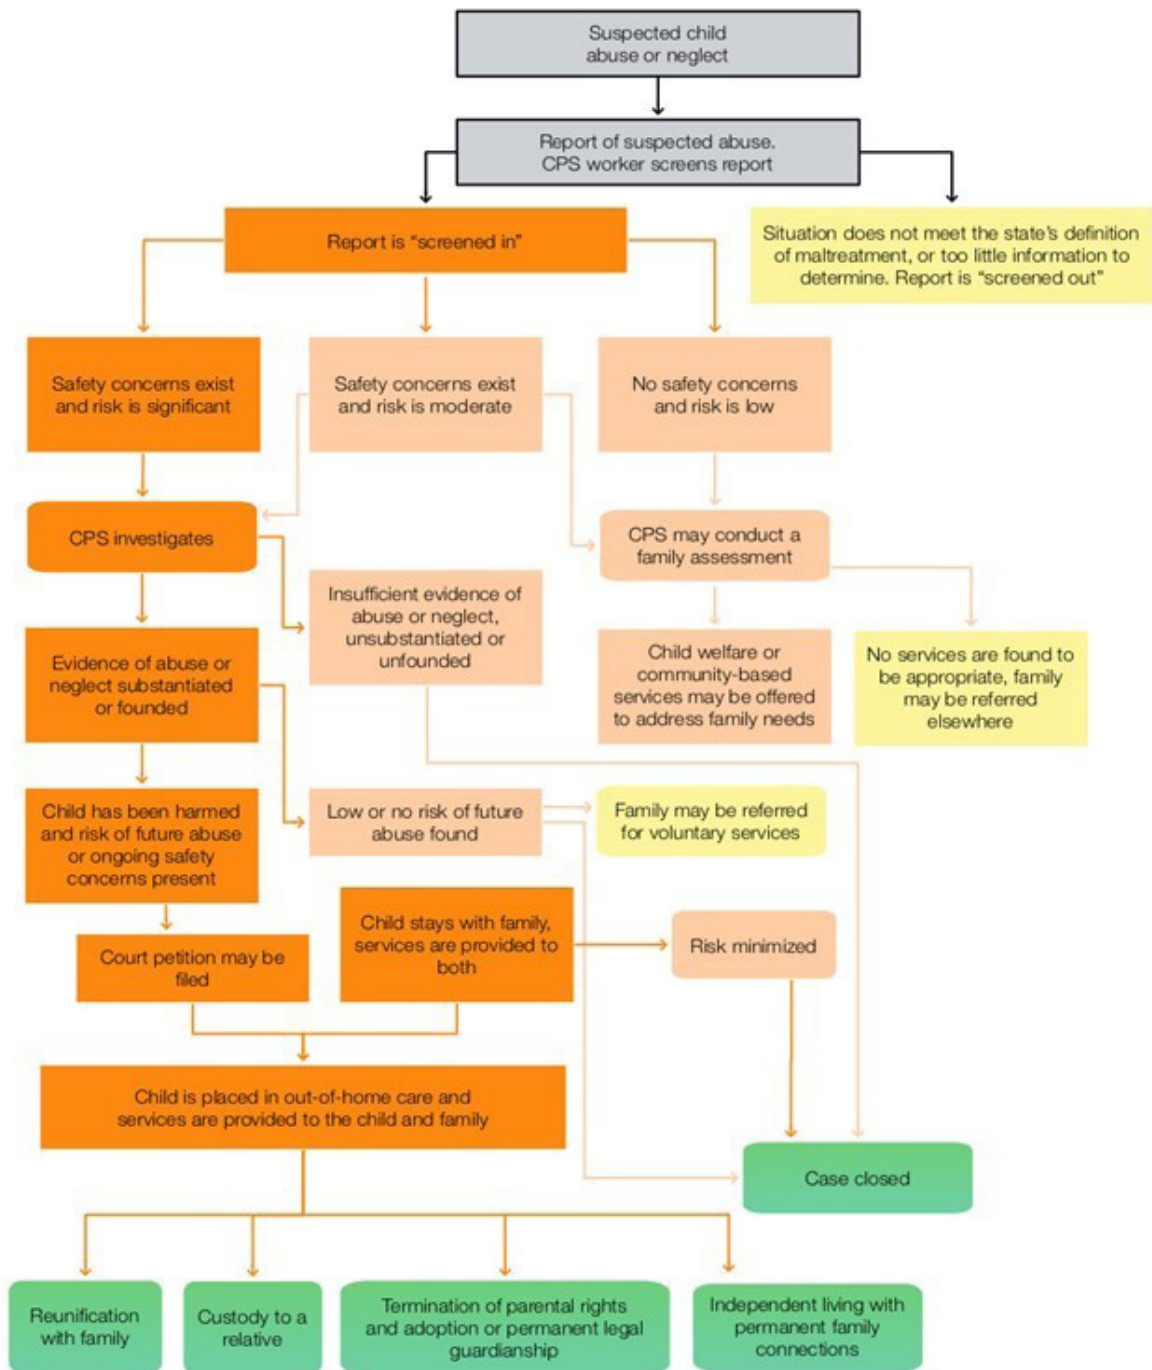 Suspected child
abuse or neglect
Report of suspected abuse.
CPS worker screens report
Report is “screened in”
Situation does not meet the state’s definition
of maltreatment, or too little information to
determine. Report is “screened out”
Safety concerns exist
and risk is significant
Safety concerns exist
and risk is moderate
No safety concerns
and risk is low
CPS investigates
CPS may conduct a
family assessment
Insufficient evidence of
abuse or neglect,
unsubstantiated or
unfounded
Evidence of abuse or
neglect substantiated
or founded
Child welfare or
community-based
services may be offered
to address family needs
No services are found to
be appropriate, family
may be referred
elsewhere
Child has been harmed
and risk of future abuse
or ongoing safety
concerns present
Low or no risk of future
abuse found
Family may be referred
for voluntary services
Court petition may be
filed
Child stays with family,
services are provided to
both
Risk minimized
Child is placed in out-of-home care and
services are provided to the child and family
Case closed
Reunification
with family
Custody to a
relative
Termination of parental rights
and adoption or permanent legal
guardianship
Independent living with
permanent family
connections